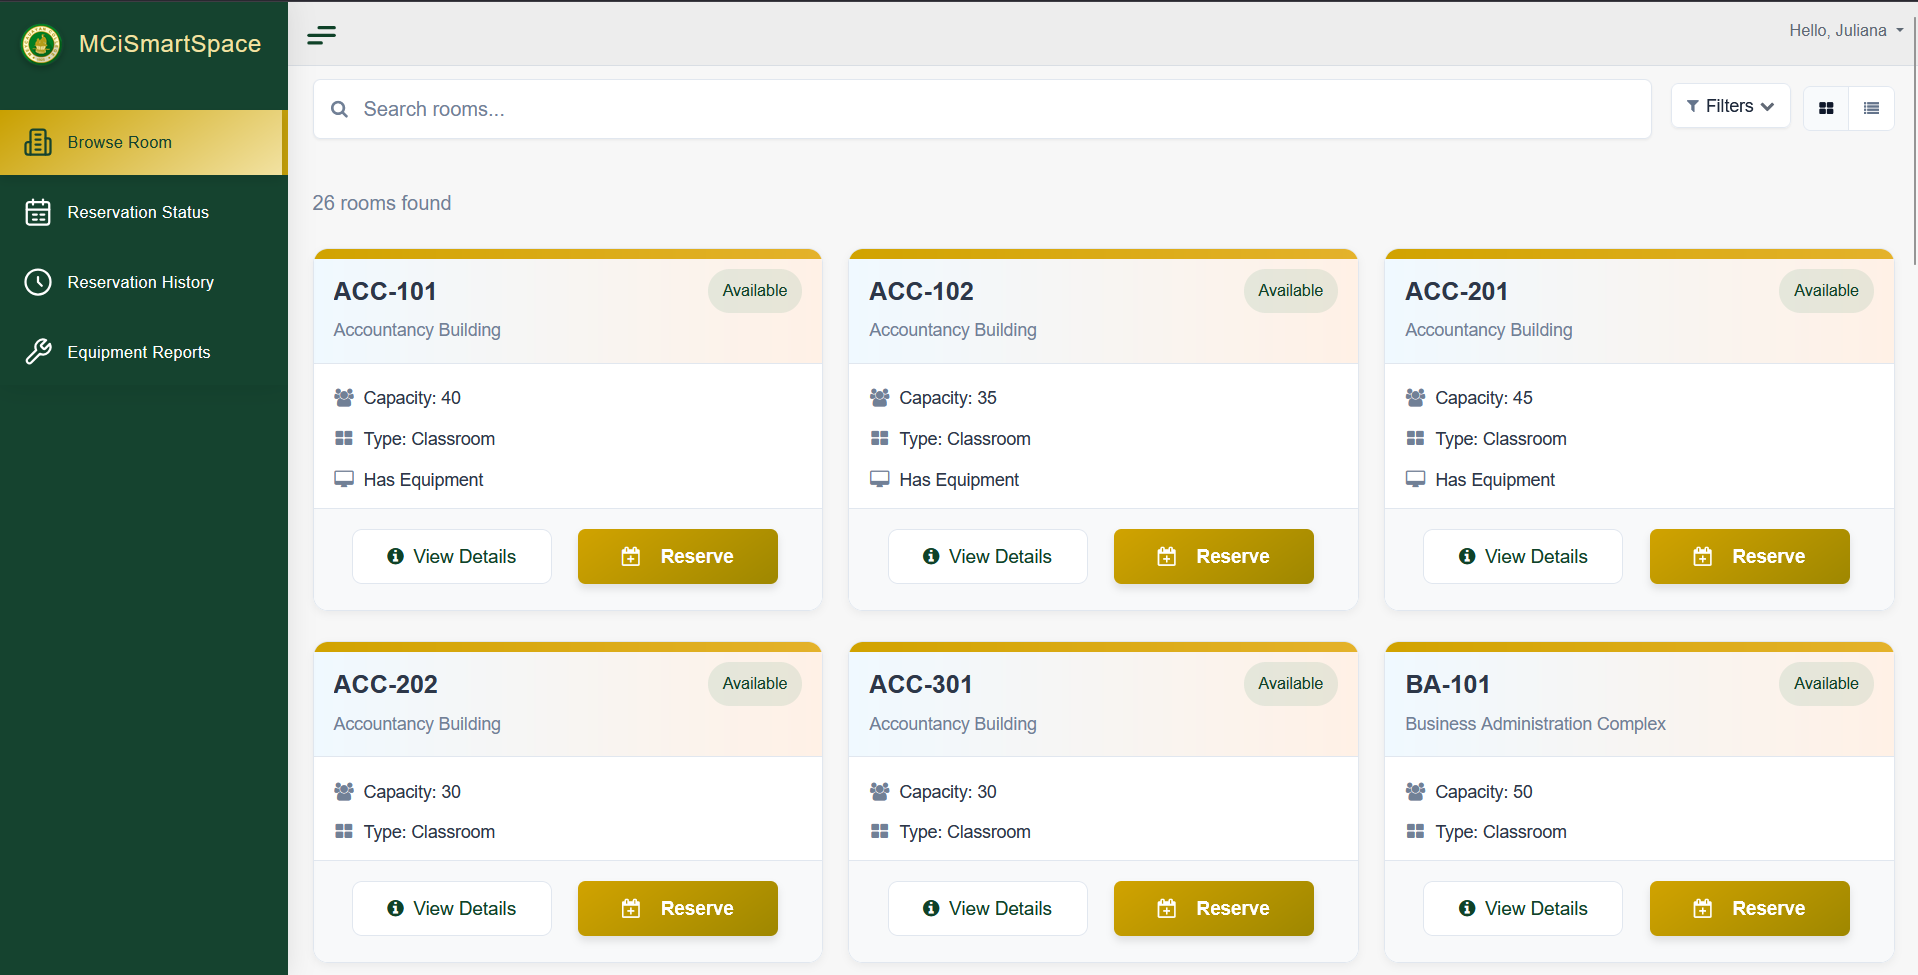 MCiSmartSpace
Hello, Juliana
Browse Room
Reservation Status
Reservation History
Equipment Reports
Search rooms...
Filters
26 rooms found
ACC-101
Available
Accountancy Building
Capacity: 40
Type: Classroom
Has Equipment
View Details
Reserve
ACC-102
Available
Accountancy Building
Capacity: 35
Type: Classroom
Has Equipment
View Details
Reserve
ACC-201
Available
Accountancy Building
Capacity: 45
Type: Classroom
Has Equipment
View Details
Reserve
ACC-202
Available
Accountancy Building
Capacity: 30
Type: Classroom
View Details
Reserve
ACC-301
Available
Accountancy Building
Capacity: 30
Type: Classroom
View Details
Reserve
BA-101
Available
Business Administration Complex
Capacity: 50
Type: Classroom
View Details
Reserve